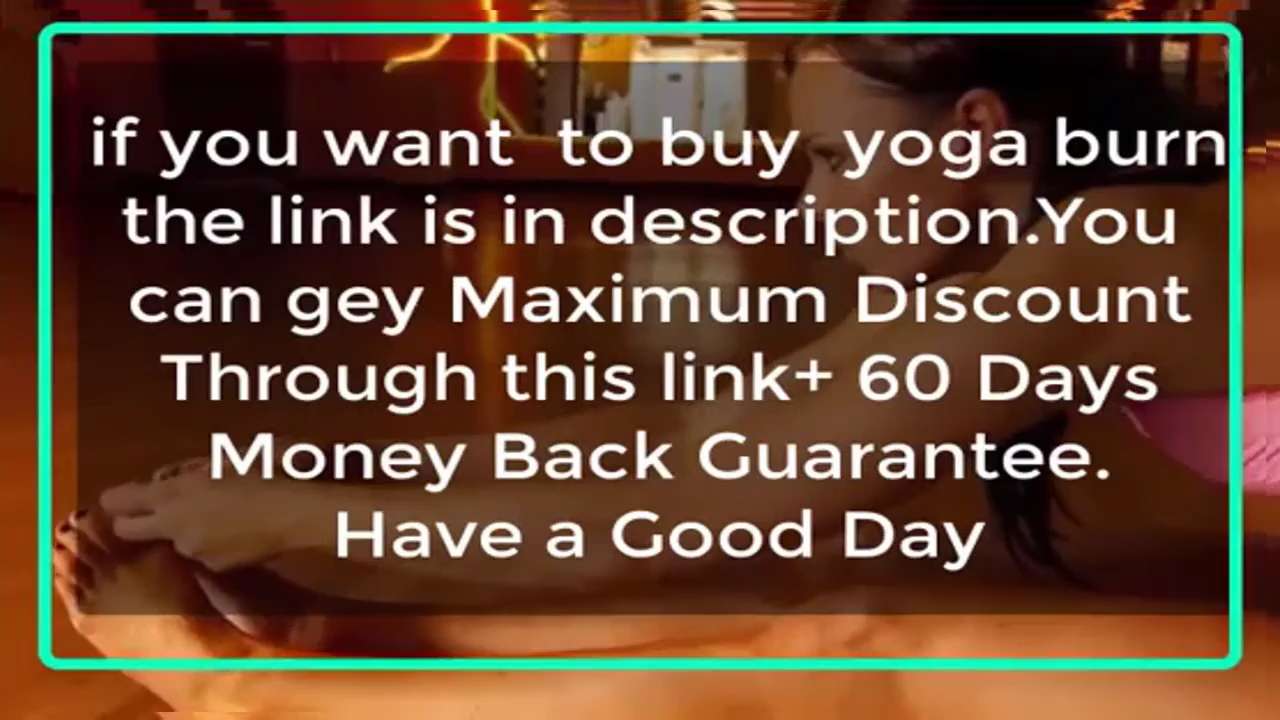 if you want to buy yoga burn
the link is in description.You
can gey Maximum Discount
Through this link+ 60 Days
Money Back Guarantee.
Have a Good Day